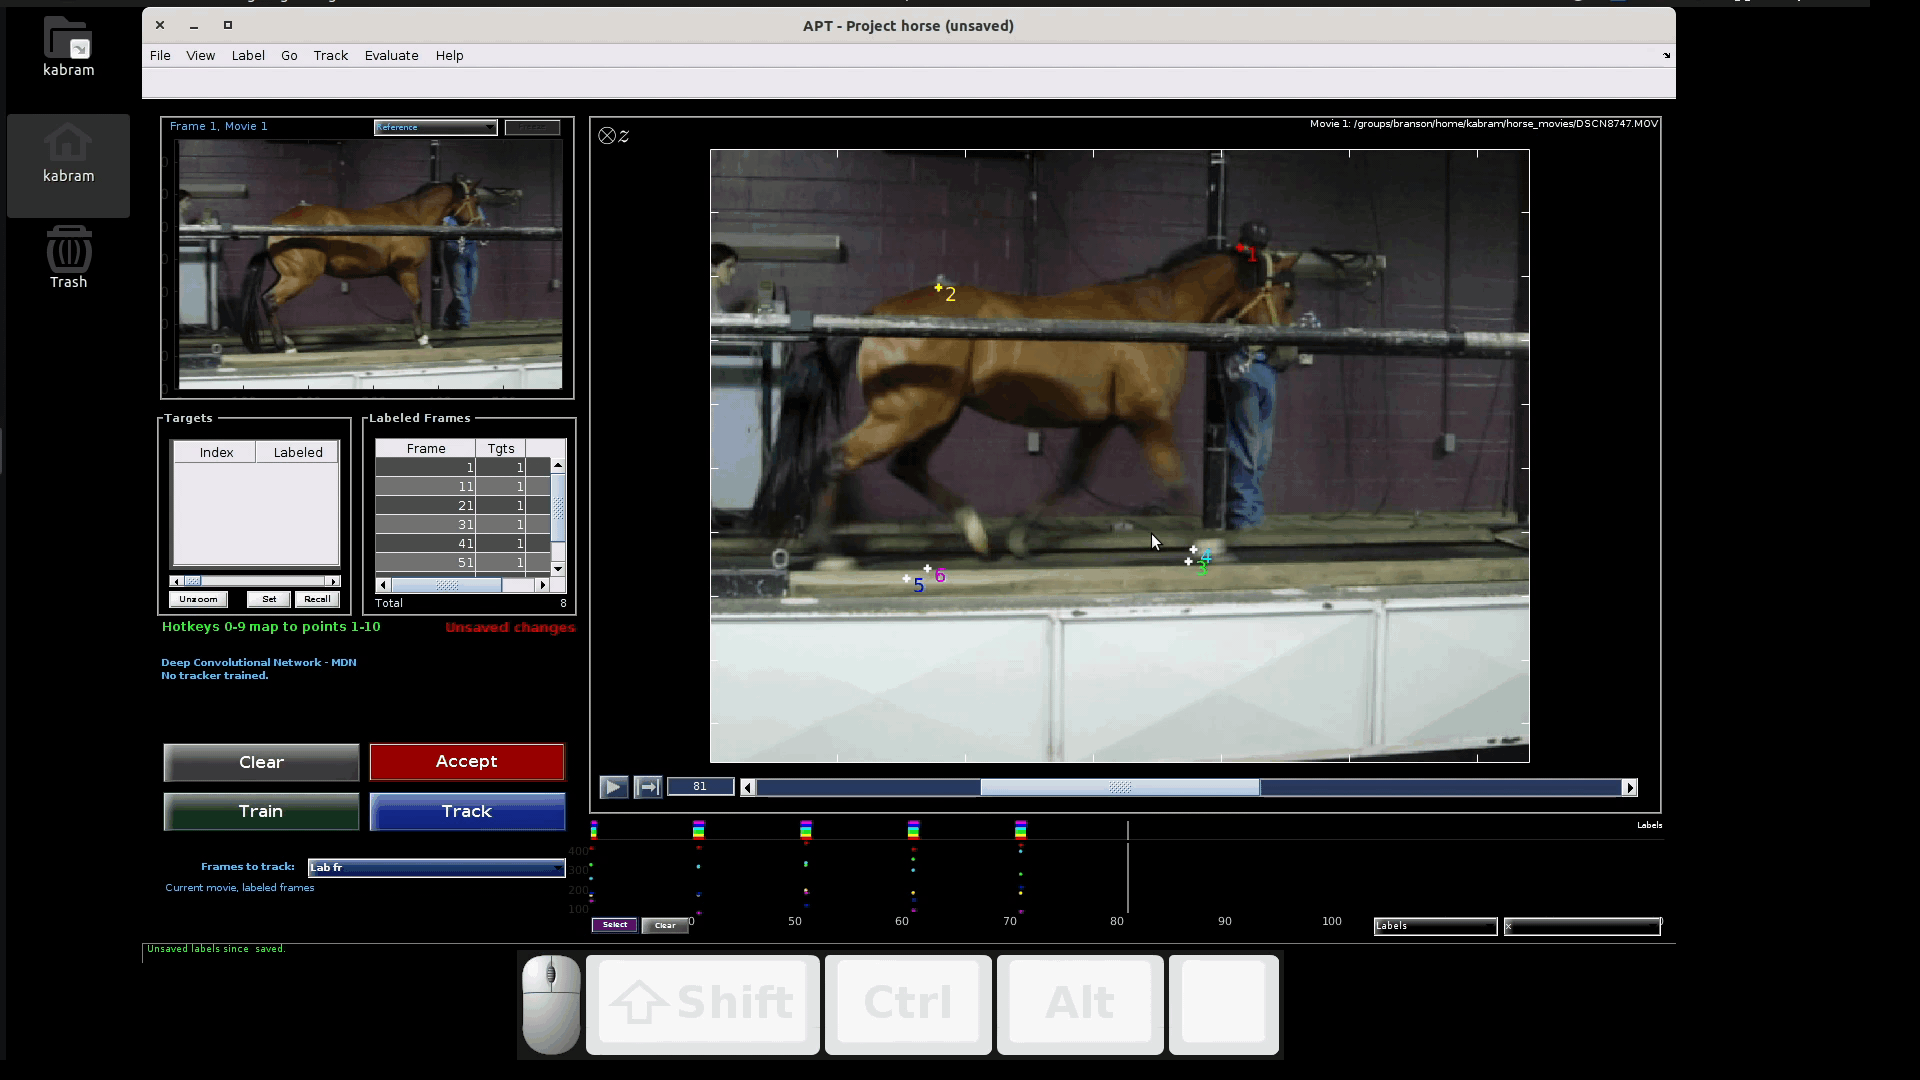 kabram
kabram
Trash
APT - Project horse (unsaved)
File View Label Go Track Evaluate Help
Frame 1, Movie 1
Reference
Movie 1: /groups/branson/home/kabram/horse_movies/DSCN8747.MOV
z
1
2
4
3
5 6
Targets
Index Labeled
Unzoom Set Recall
Labeled Frames
Frame Tgts
1 1
11 1
21 1
31 1
41 1
51 1
Total 8
Hotkeys 0-9 map to points 1-10
Unsaved changes
Deep Convolutional Network - MDN
No tracker trained.
Clear Accept
Train Track
Frames to track: Lab fr
Current movie, labeled frames
81
Labels
400
300
200
100
Select Clear 0 50 60 70 80 90 100 Labels x
Unsaved labels since saved.
Shift Ctrl Alt